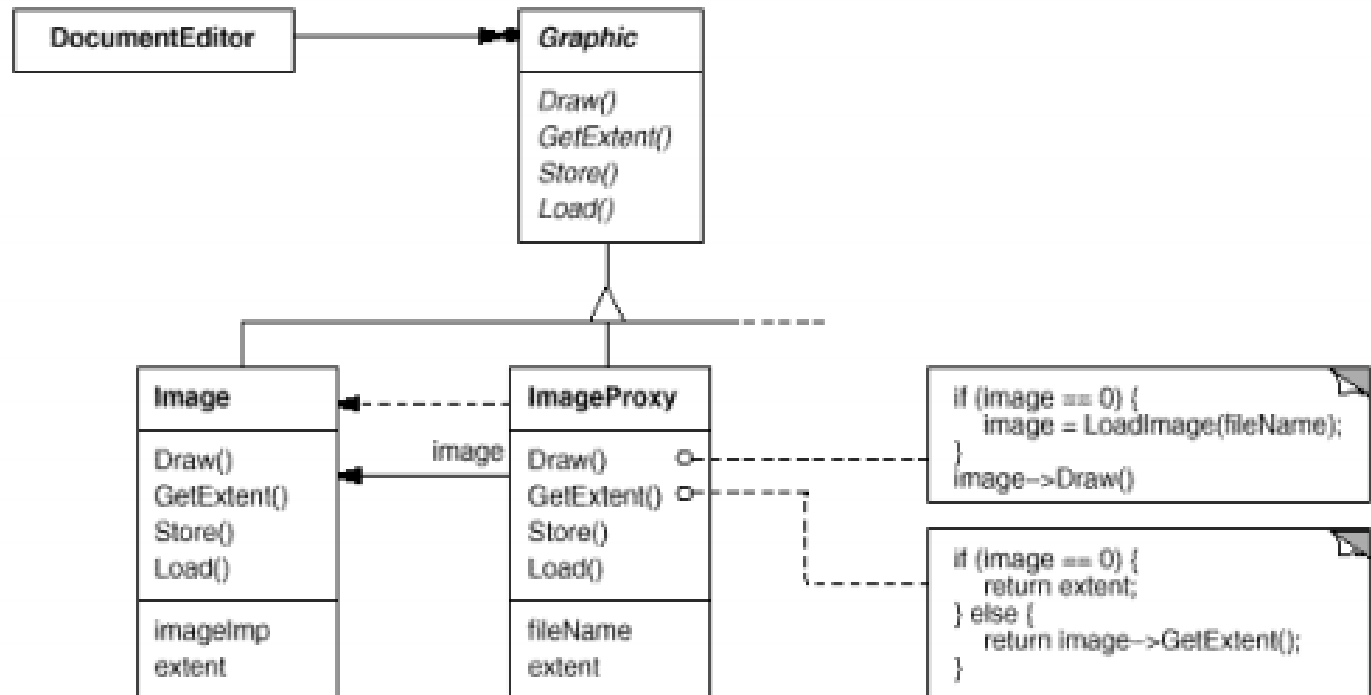 DocumentEditor
Graphic
Draw()
GetExtent()
Store()
Load()
Image
Draw()
GetExtent()
Store()
Load()
imageImp
extent
image
ImageProxy
Draw()
GetExtent()
Store()
Load()
fileName
extent
if (image == 0) {
image = LoadImage(fileName);
}
image->Draw()
if (image == 0) {
return extent;
} else {
return image->GetExtent();
}